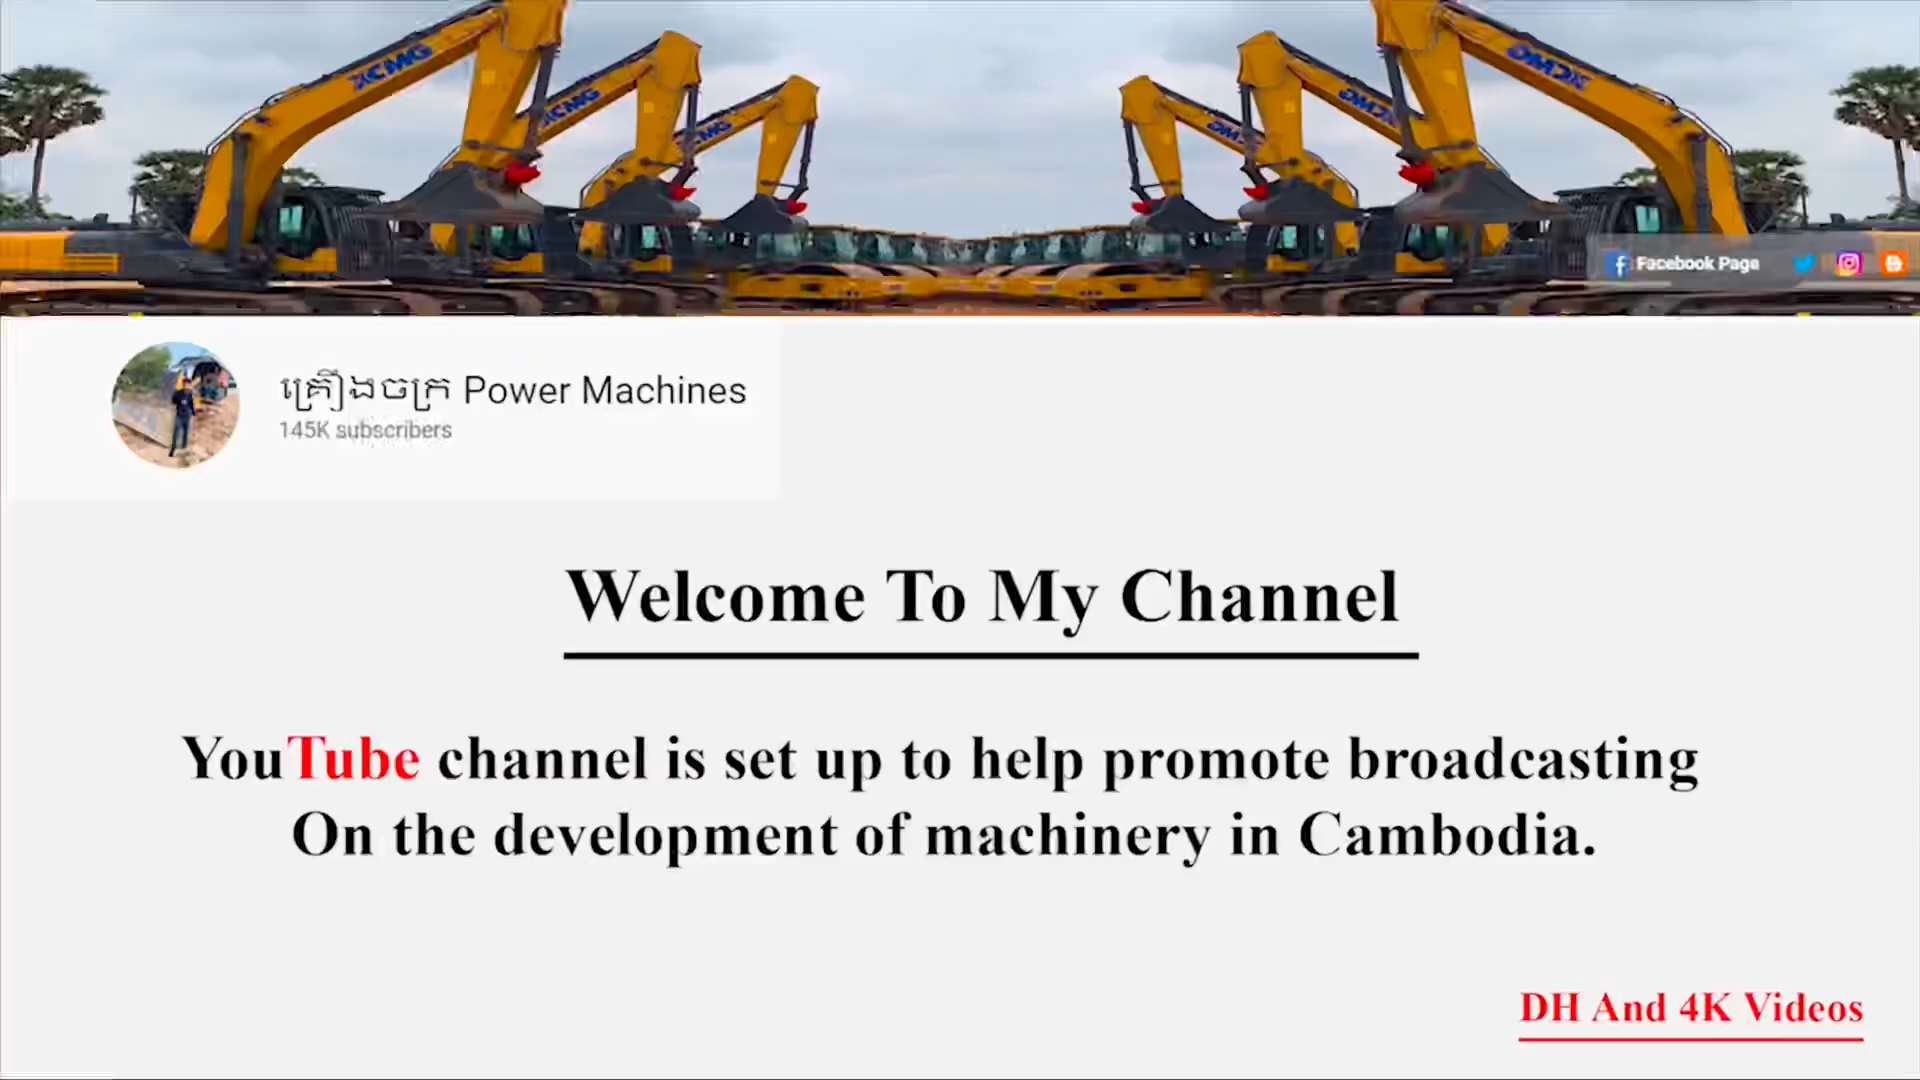 XCMG
XCMG
Facebook Page
គ្រឿងចក្រ Power Machines
145K subscribers
Welcome To My Channel
YouTube channel is set up to help promote broadcasting
On the development of machinery in Cambodia.
DH And 4K Videos